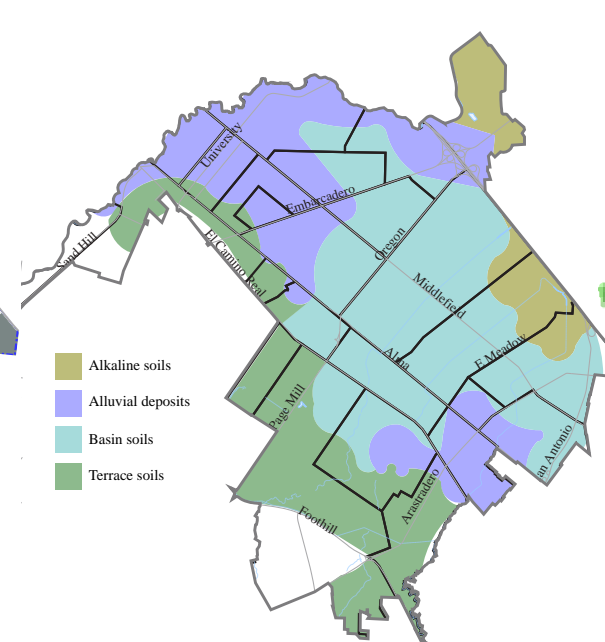 University
Embarcadero
Sand Hill
El Camino Real
Oregon
Middlefield
Alma
E Meadow
Page Mill
an Antonio
Arastradero
Foothill
Alkaline soils
Alluvial deposits
Basin soils
Terrace soils